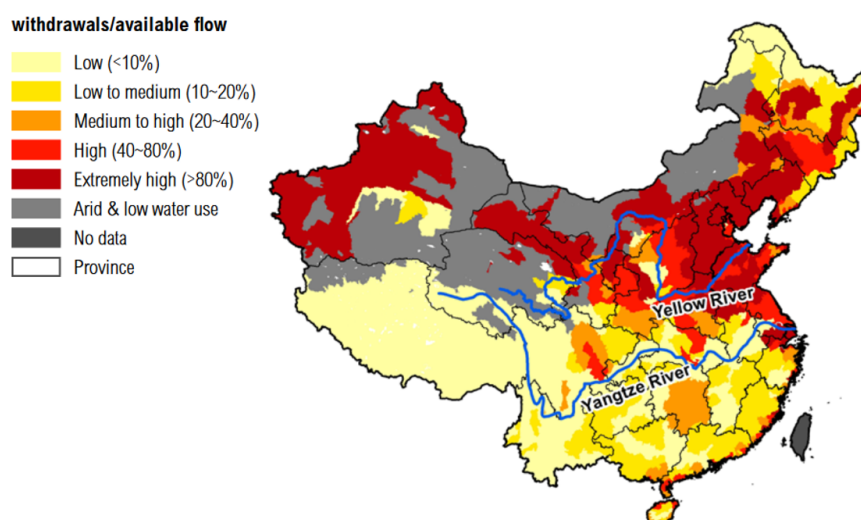 withdrawals/available flow
Low (<10%)
Low to medium (10~20%)
Medium to high (20~40%)
High (40~80%)
Extremely high (>80%)
Arid & low water use
No data
Province
Yellow River
Yangtze River